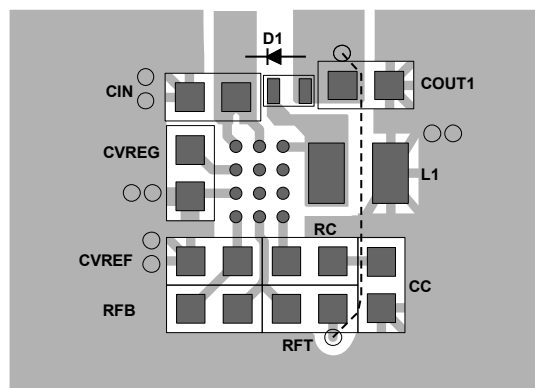 D1
CIN
COUT1
CVREG
L1
RC
CVREF
CC
RFB
RFT